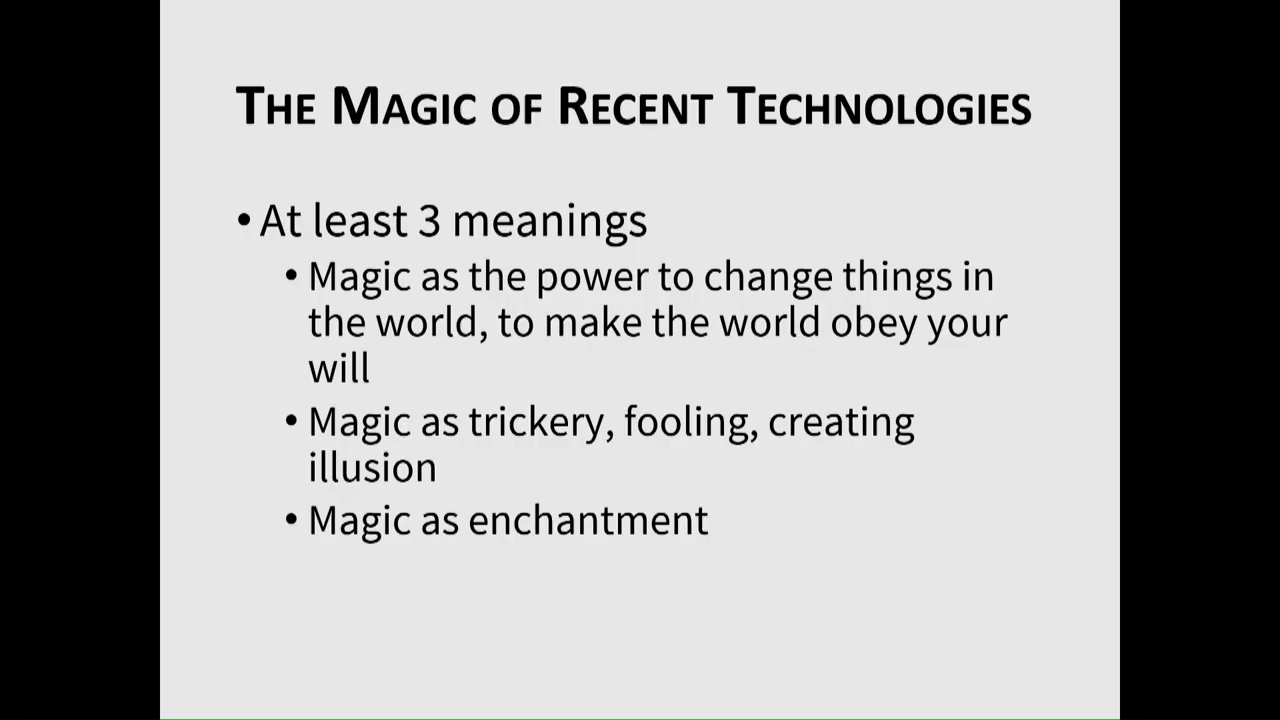 The Magic of Recent Technologies
• At least 3 meanings
• Magic as the power to change things in
the world, to make the world obey your
will
• Magic as trickery, fooling, creating
illusion
• Magic as enchantment